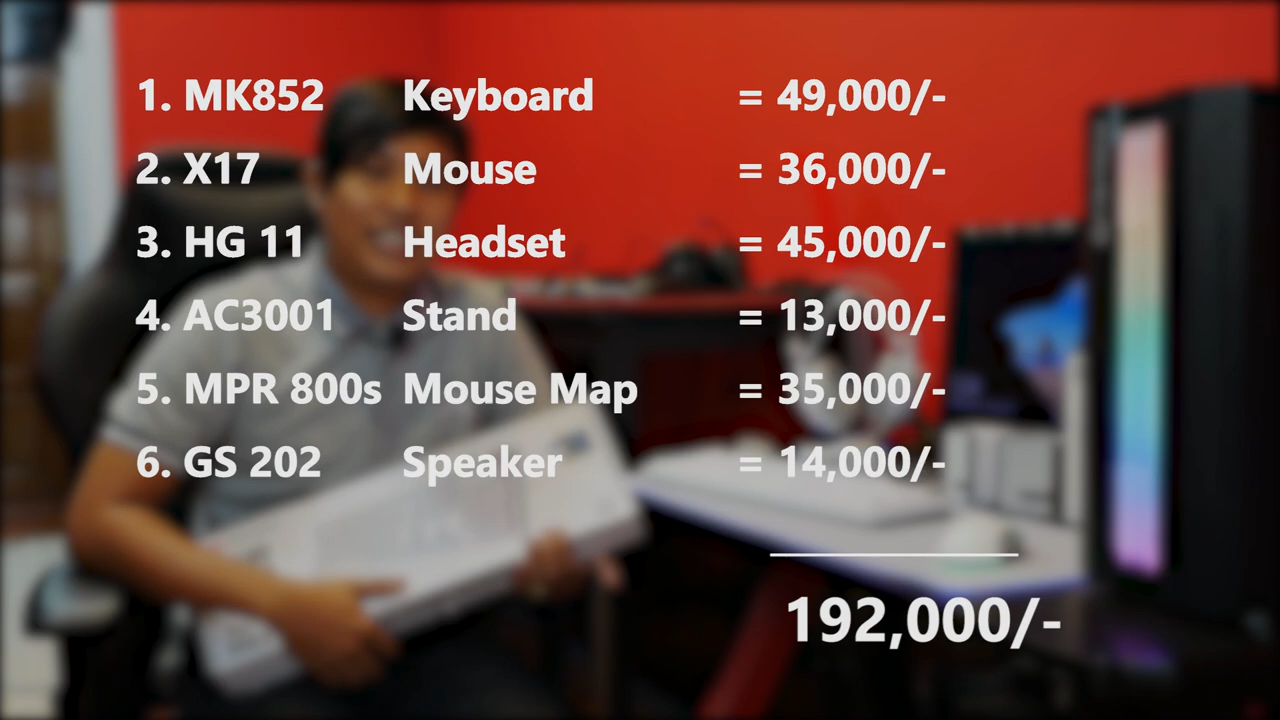 1. MK852 Keyboard = 49,000/-
2. X17 Mouse = 36,000/-
3. HG 11 Headset = 45,000/-
4. AC3001 Stand = 13,000/-
5. MPR 800s Mouse Map = 35,000/-
6. GS 202 Speaker = 14,000/-
192,000/-